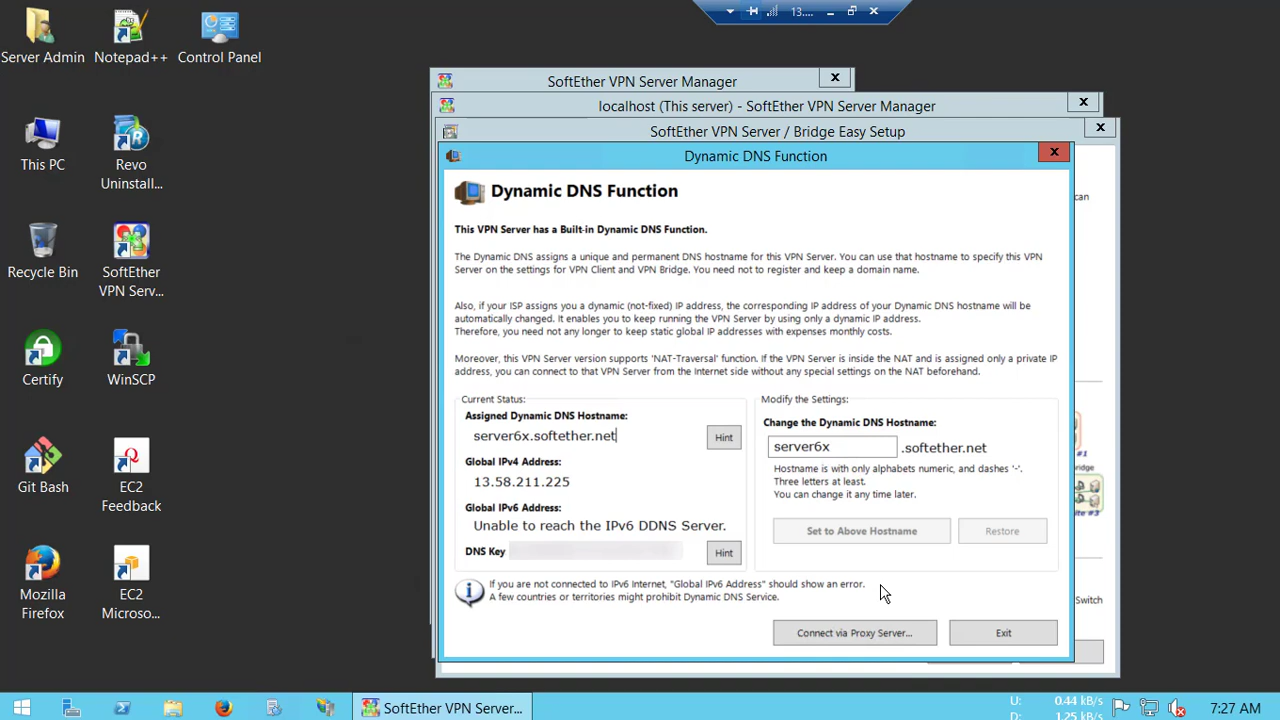 13....
Server Admin
Notepad++
Control Panel
SoftEther VPN Server Manager
localhost (This server) - SoftEther VPN Server Manager
SoftEther VPN Server / Bridge Easy Setup
Dynamic DNS Function
This PC
Revo
Uninstall...
Recycle Bin
SoftEther
VPN Serv...
Certify
WinSCP
Git Bash
EC2
Feedback
Mozilla
Firefox
EC2
Microso...
Dynamic DNS Function
This VPN Server has a Built-in Dynamic DNS Function.
The Dynamic DNS assigns a unique and permanent DNS hostname for this VPN Server. You can use that hostname to specify this VPN
Server on the settings for VPN Client and VPN Bridge. You need not to register and keep a domain name.
Also, if your ISP assigns you a dynamic (not-fixed) IP address, the corresponding IP address of your Dynamic DNS hostname will be
automatically changed. It enables you to keep running the VPN Server by using only a dynamic IP address.
Therefore, you need not any longer to keep static global IP addresses with expenses monthly costs.
Moreover, this VPN Server version supports 'NAT-Traversal' function. If the VPN Server is inside the NAT and is assigned only a private IP
address, you can connect to that VPN Server from the Internet side without any special settings on the NAT beforehand.
Current Status:
Assigned Dynamic DNS Hostname:
server6x.softether.net
Hint
Global IPv4 Address:
13.58.211.225
Global IPv6 Address:
Unable to reach the IPv6 DDNS Server.
DNS Key
Hint
Modify the Settings:
Change the Dynamic DNS Hostname:
server6x .softether.net
Hostname is with only alphabets numeric, and dashes '-'.
Three letters at least.
You can change it any time later.
Set to Above Hostname
Restore
If you are not connected to IPv6 Internet, "Global IPv6 Address" should show an error.
A few countries or territories might prohibit Dynamic DNS Service.
Connect via Proxy Server...
Exit
can
#1
ridge
Switch
SoftEther VPN Server...
U: 0.44 kB/s
D: 1.25 kB/s
7:27 AM